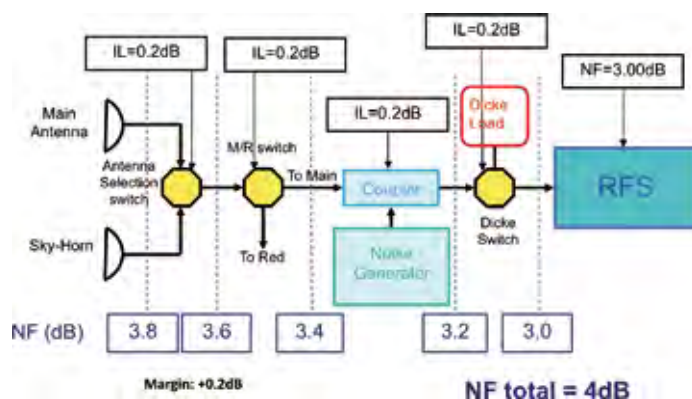 IL=0.2dB
IL=0.2dB
IL=0.2dB
NF=3.00dB
Main
Antenna
IL=0.2dB
Dicke
Load
M/R switch
Antenna
Selection
switch
To Main
Coupler
RFS
Dicke
Switch
Sky-Horn
To Red
Noise
Generator
NF (dB)
3.8
3.6
3.4
3.2
3,0
Margin: +0.2dB
NF total = 4dB